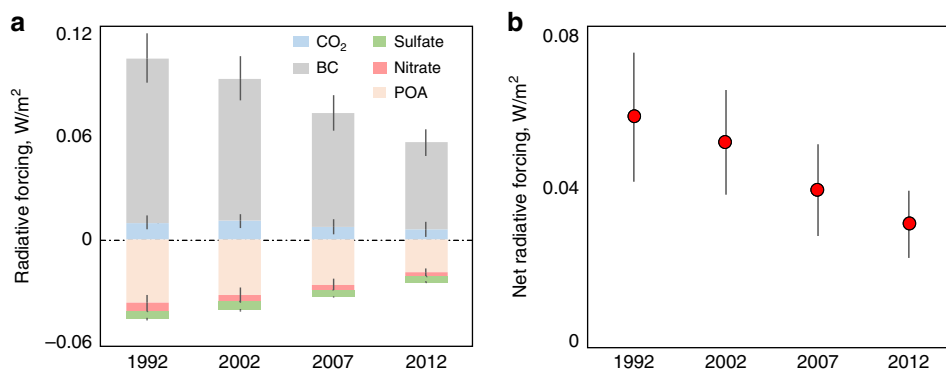 a
Radiative forcing, W/m²
0.12
0.06
0
−0.06
CO₂
BC
Sulfate
Nitrate
POA
1992 2002 2007 2012
b
Net radiative forcing, W/m²
0.08
0.04
0
1992 2002 2007 2012